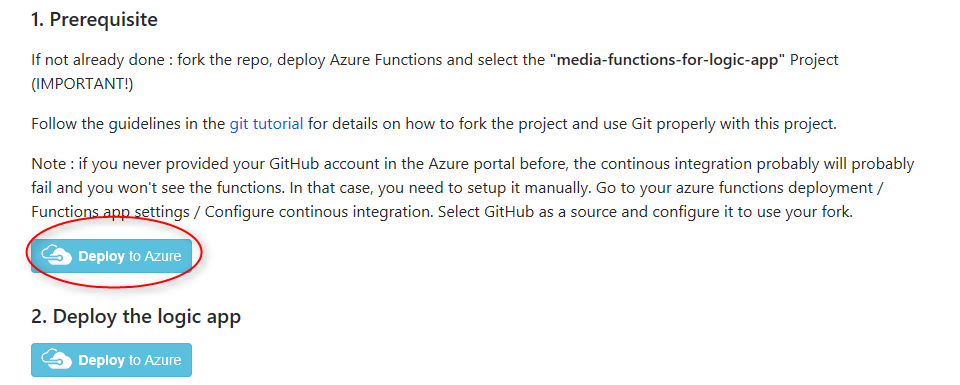 1. Prerequisite
If not already done : fork the repo, deploy Azure Functions and select the "media-functions-for-logic-app" Project
(IMPORTANT!)
Follow the guidelines in the git tutorial for details on how to fork the project and use Git properly with this project.
Note : if you never provided your GitHub account in the Azure portal before, the continous integration probably will probably
fail and you won't see the functions. In that case, you need to setup it manually. Go to your azure functions deployment /
Functions app settings / Configure continous integration. Select GitHub as a source and configure it to use your fork.
Deploy to Azure
2. Deploy the logic app
Deploy to Azure